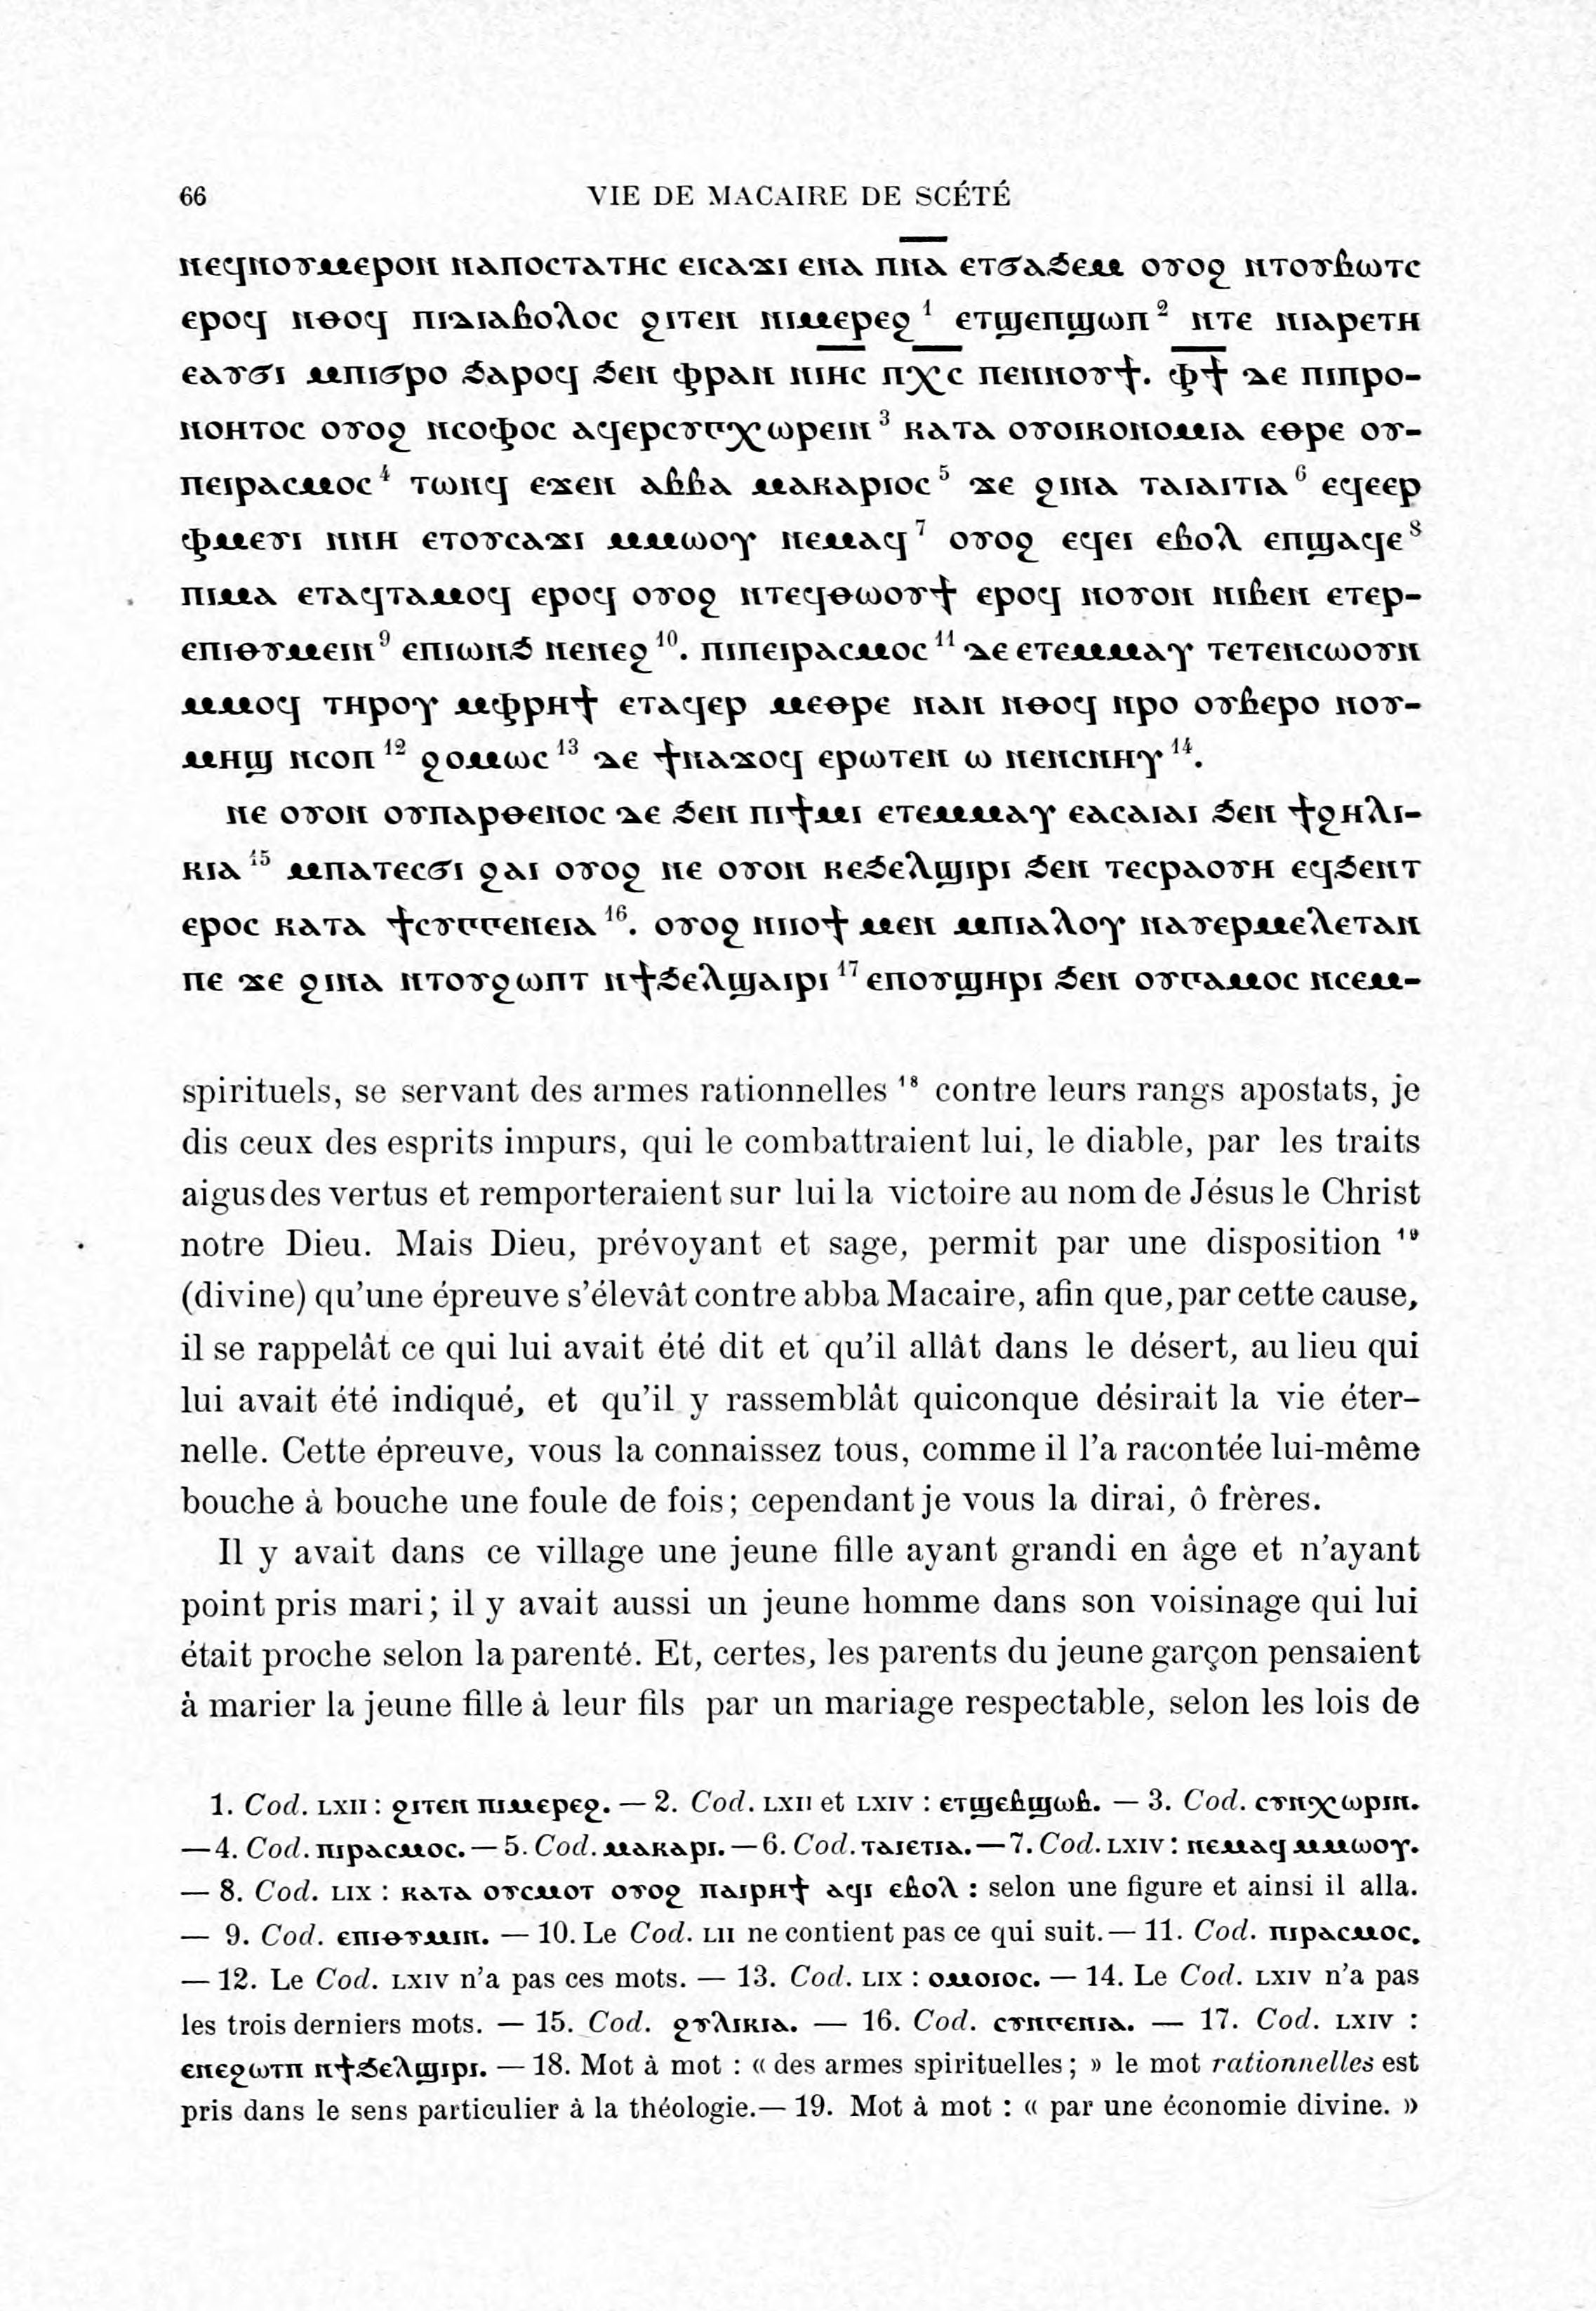 66 VIE DE MACAIRE DE SCÉTÉ
ⲛⲉϥⲛⲟⲩⲙⲉⲣⲟⲛ ⲛⲁⲡⲟⲥⲧⲁⲧⲏⲥ ⲉⲓⲥⲁϫⲓ ⲉⲛⲁ ⲡ̅ⲛ̅ⲁ̅ ⲉⲧϭⲁϧⲉⲙ ⲟⲩⲟϩ ⲛⲧⲟⲩⲃⲱⲧⲥ
ⲉⲣⲟϥ ⲛⲑⲟϥ ⲡⲓⲇⲓⲁⲃⲟⲗⲟⲥ ϩⲓⲧⲉⲛ ⲛⲓⲙⲉⲣⲉϩ ¹ ⲉⲧϣⲉⲡϣⲱⲡ ² ⲛⲧⲉ ⲛⲓⲁⲣⲉⲧⲏ
ⲉⲁⲩϭⲓ ⲙⲡⲓϭⲣⲟ ϧⲁⲣⲟϥ ϧⲉⲛ ⲫⲣⲁⲛ ⲛⲓ̅ⲏ̅ⲥ̅ ⲡ̅ⲭ̅ⲥ̅ ⲡⲉⲛⲛⲟⲩϯ. ⲫ̅ϯ̅ ⲇⲉ ⲡⲓⲡⲣⲟ-
ⲛⲟⲏⲧⲟⲥ ⲟⲩⲟϩ ⲛⲥⲟⲫⲟⲥ ⲁϥⲉⲣⲥⲩⲅⲭⲱⲣⲉⲓⲛ ³ ⲕⲁⲧⲁ ⲟⲩⲟⲓⲕⲟⲛⲟⲙⲓⲁ ⲉⲑⲣⲉ ⲟⲩ-
ⲡⲉⲓⲣⲁⲥⲙⲟⲥ ⁴ ⲧⲱⲛϥ ⲉϫⲉⲛ ⲁⲃⲃⲁ ⲙⲁⲕⲁⲣⲓⲟⲥ ⁵ ϫⲉ ϩⲓⲛⲁ ⲧⲁⲓⲁⲓⲧⲓⲁ ⁶ ⲉϥⲉⲉⲣ
ⲫⲙⲉⲩⲓ ⲛⲛⲏ ⲉⲧⲟⲩⲥⲁϫⲓ ⲙⲙⲱⲟⲩ ⲛⲉⲙⲁϥ ⁷ ⲟⲩⲟϩ ⲉϥⲉⲓ ⲉⲃⲟⲗ ⲉⲡϣⲁϥⲉ ⁸
ⲡⲓⲙⲁ ⲉⲧⲁϥⲧⲁⲙⲟϥ ⲉⲣⲟϥ ⲟⲩⲟϩ ⲛⲧⲉϥⲑⲱⲟⲩϯ ⲉⲣⲟϥ ⲛⲟⲩⲟⲛ ⲛⲓⲃⲉⲛ ⲉⲧⲉⲣ-
ⲉⲡⲓⲑⲩⲙⲉⲓⲛ ⁹ ⲉⲡⲓⲱⲛϧ ⲛⲉⲛⲉϩ ¹⁰. ⲡⲓⲡⲉⲓⲣⲁⲥⲙⲟⲥ ¹¹ ⲇⲉ ⲉⲧⲉⲙⲙⲁⲩ ⲧⲉⲧⲉⲛⲥⲱⲟⲩⲛ
ⲙⲙⲟϥ ⲧⲏⲣⲟⲩ ⲙⲫⲣⲏϯ ⲉⲧⲁϥⲉⲣ ⲙⲉⲑⲣⲉ ⲛⲁⲛ ⲛⲑⲟϥ ⲛⲣⲟ ⲟⲩⲃⲉⲣⲟ ⲛⲟⲩ-
ⲙⲏϣ ⲛⲥⲟⲡ ¹² ϩⲟⲙⲱⲥ ¹³ ⲇⲉ ϯⲛⲁϫⲟϥ ⲉⲣⲱⲧⲉⲛ ⲱ ⲛⲉⲛⲥⲛⲏⲩ ¹⁴.
ⲛⲉ ⲟⲩⲟⲛ ⲟⲩⲡⲁⲣⲑⲉⲛⲟⲥ ⲇⲉ ϧⲉⲛ ⲡⲓϯⲙⲓ ⲉⲧⲉⲙⲙⲁⲩ ⲉⲁⲥⲁⲓⲁⲓ ϧⲉⲛ ϯϩⲏⲗⲓ-
ⲕⲓⲁ ¹⁵ ⲙⲡⲁⲧⲉⲥϭⲓ ϩⲁⲓ ⲟⲩⲟϩ ⲛⲉ ⲟⲩⲟⲛ ⲕⲉϧⲉⲗϣⲓⲣⲓ ϧⲉⲛ ⲧⲉⲥⲣⲁⲟⲩⲏ ⲉϥϧⲉⲛⲧ
ⲉⲣⲟⲥ ⲕⲁⲧⲁ ϯⲥⲩⲅⲅⲉⲛⲉⲓⲁ ¹⁶. ⲟⲩⲟϩ ⲛⲓⲟϯ ⲙⲉⲛ ⲙⲡⲓⲁⲗⲟⲩ ⲛⲁⲩⲉⲣⲙⲉⲗⲉⲧⲁⲛ
ⲡⲉ ϫⲉ ϩⲓⲛⲁ ⲛⲧⲟⲩϩⲱⲡⲧ ⲛϯϧⲉⲗϣⲁⲓⲣⲓ ¹⁷ ⲉⲡⲟⲩϣⲏⲣⲓ ϧⲉⲛ ⲟⲩⲅⲁⲙⲟⲥ ⲛⲥⲉⲙ-
spirituels, se servant des armes rationnelles ¹⁸ contre leurs rangs apostats, je
dis ceux des esprits impurs, qui le combattraient lui, le diable, par les traits
aigus des vertus et remporteraient sur lui la victoire au nom de Jésus le Christ
notre Dieu. Mais Dieu, prévoyant et sage, permit par une disposition ¹⁹
(divine) qu'une épreuve s'élevât contre abba Macaire, afin que, par cette cause,
il se rappelât ce qui lui avait été dit et qu'il allât dans le désert, au lieu qui
lui avait été indiqué, et qu'il y rassemblât quiconque désirait la vie éter-
nelle. Cette épreuve, vous la connaissez tous, comme il l'a racontée lui-même
bouche à bouche une foule de fois; cependant je vous la dirai, ô frères.
Il y avait dans ce village une jeune fille ayant grandi en âge et n'ayant
point pris mari; il y avait aussi un jeune homme dans son voisinage qui lui
était proche selon la parenté. Et, certes, les parents du jeune garçon pensaient
à marier la jeune fille à leur fils par un mariage respectable, selon les lois de
1. Cod. LXII : ϩⲓⲧⲉⲛ ⲡⲓⲙⲉⲣⲉϩ. — 2. Cod. LXII et LXIV : ⲉⲧϣⲉⲃϣⲱⲃ. — 3. Cod. ⲥⲩⲛⲭⲱⲣⲓⲛ.
— 4. Cod. ⲡⲓⲣⲁⲥⲙⲟⲥ. — 5. Cod. ⲙⲁⲕⲁⲣⲓ. — 6. Cod. ⲧⲁⲓⲉⲧⲓⲁ. — 7. Cod. LXIV : ⲛⲉⲙⲁϥ ⲙⲙⲱⲟⲩ.
— 8. Cod. LIX : ⲕⲁⲧⲁ ⲟⲩⲥⲙⲟⲧ ⲟⲩⲟϩ ⲡⲁⲓⲣⲏϯ ⲁϥⲓ ⲉⲃⲟⲗ : selon une figure et ainsi il alla.
— 9. Cod. ⲉⲡⲓⲑⲩⲙⲓⲛ. — 10. Le Cod. LII ne contient pas ce qui suit. — 11. Cod. ⲡⲓⲣⲁⲥⲙⲟⲥ.
— 12. Le Cod. LXIV n'a pas ces mots. — 13. Cod. LIX : ⲟⲙⲟⲓⲟⲥ. — 14. Le Cod. LXIV n'a pas
les trois derniers mots. — 15. Cod. ϩⲩⲗⲓⲕⲓⲁ. — 16. Cod. ⲥⲩⲛⲅⲉⲛⲓⲁ. — 17. Cod. LXIV :
ⲉⲛⲉϩⲱⲧⲡ ⲛϯϧⲉⲗϣⲓⲣⲓ. — 18. Mot à mot : « des armes spirituelles ; » le mot rationnelles est
pris dans le sens particulier à la théologie. — 19. Mot à mot : « par une économie divine. »